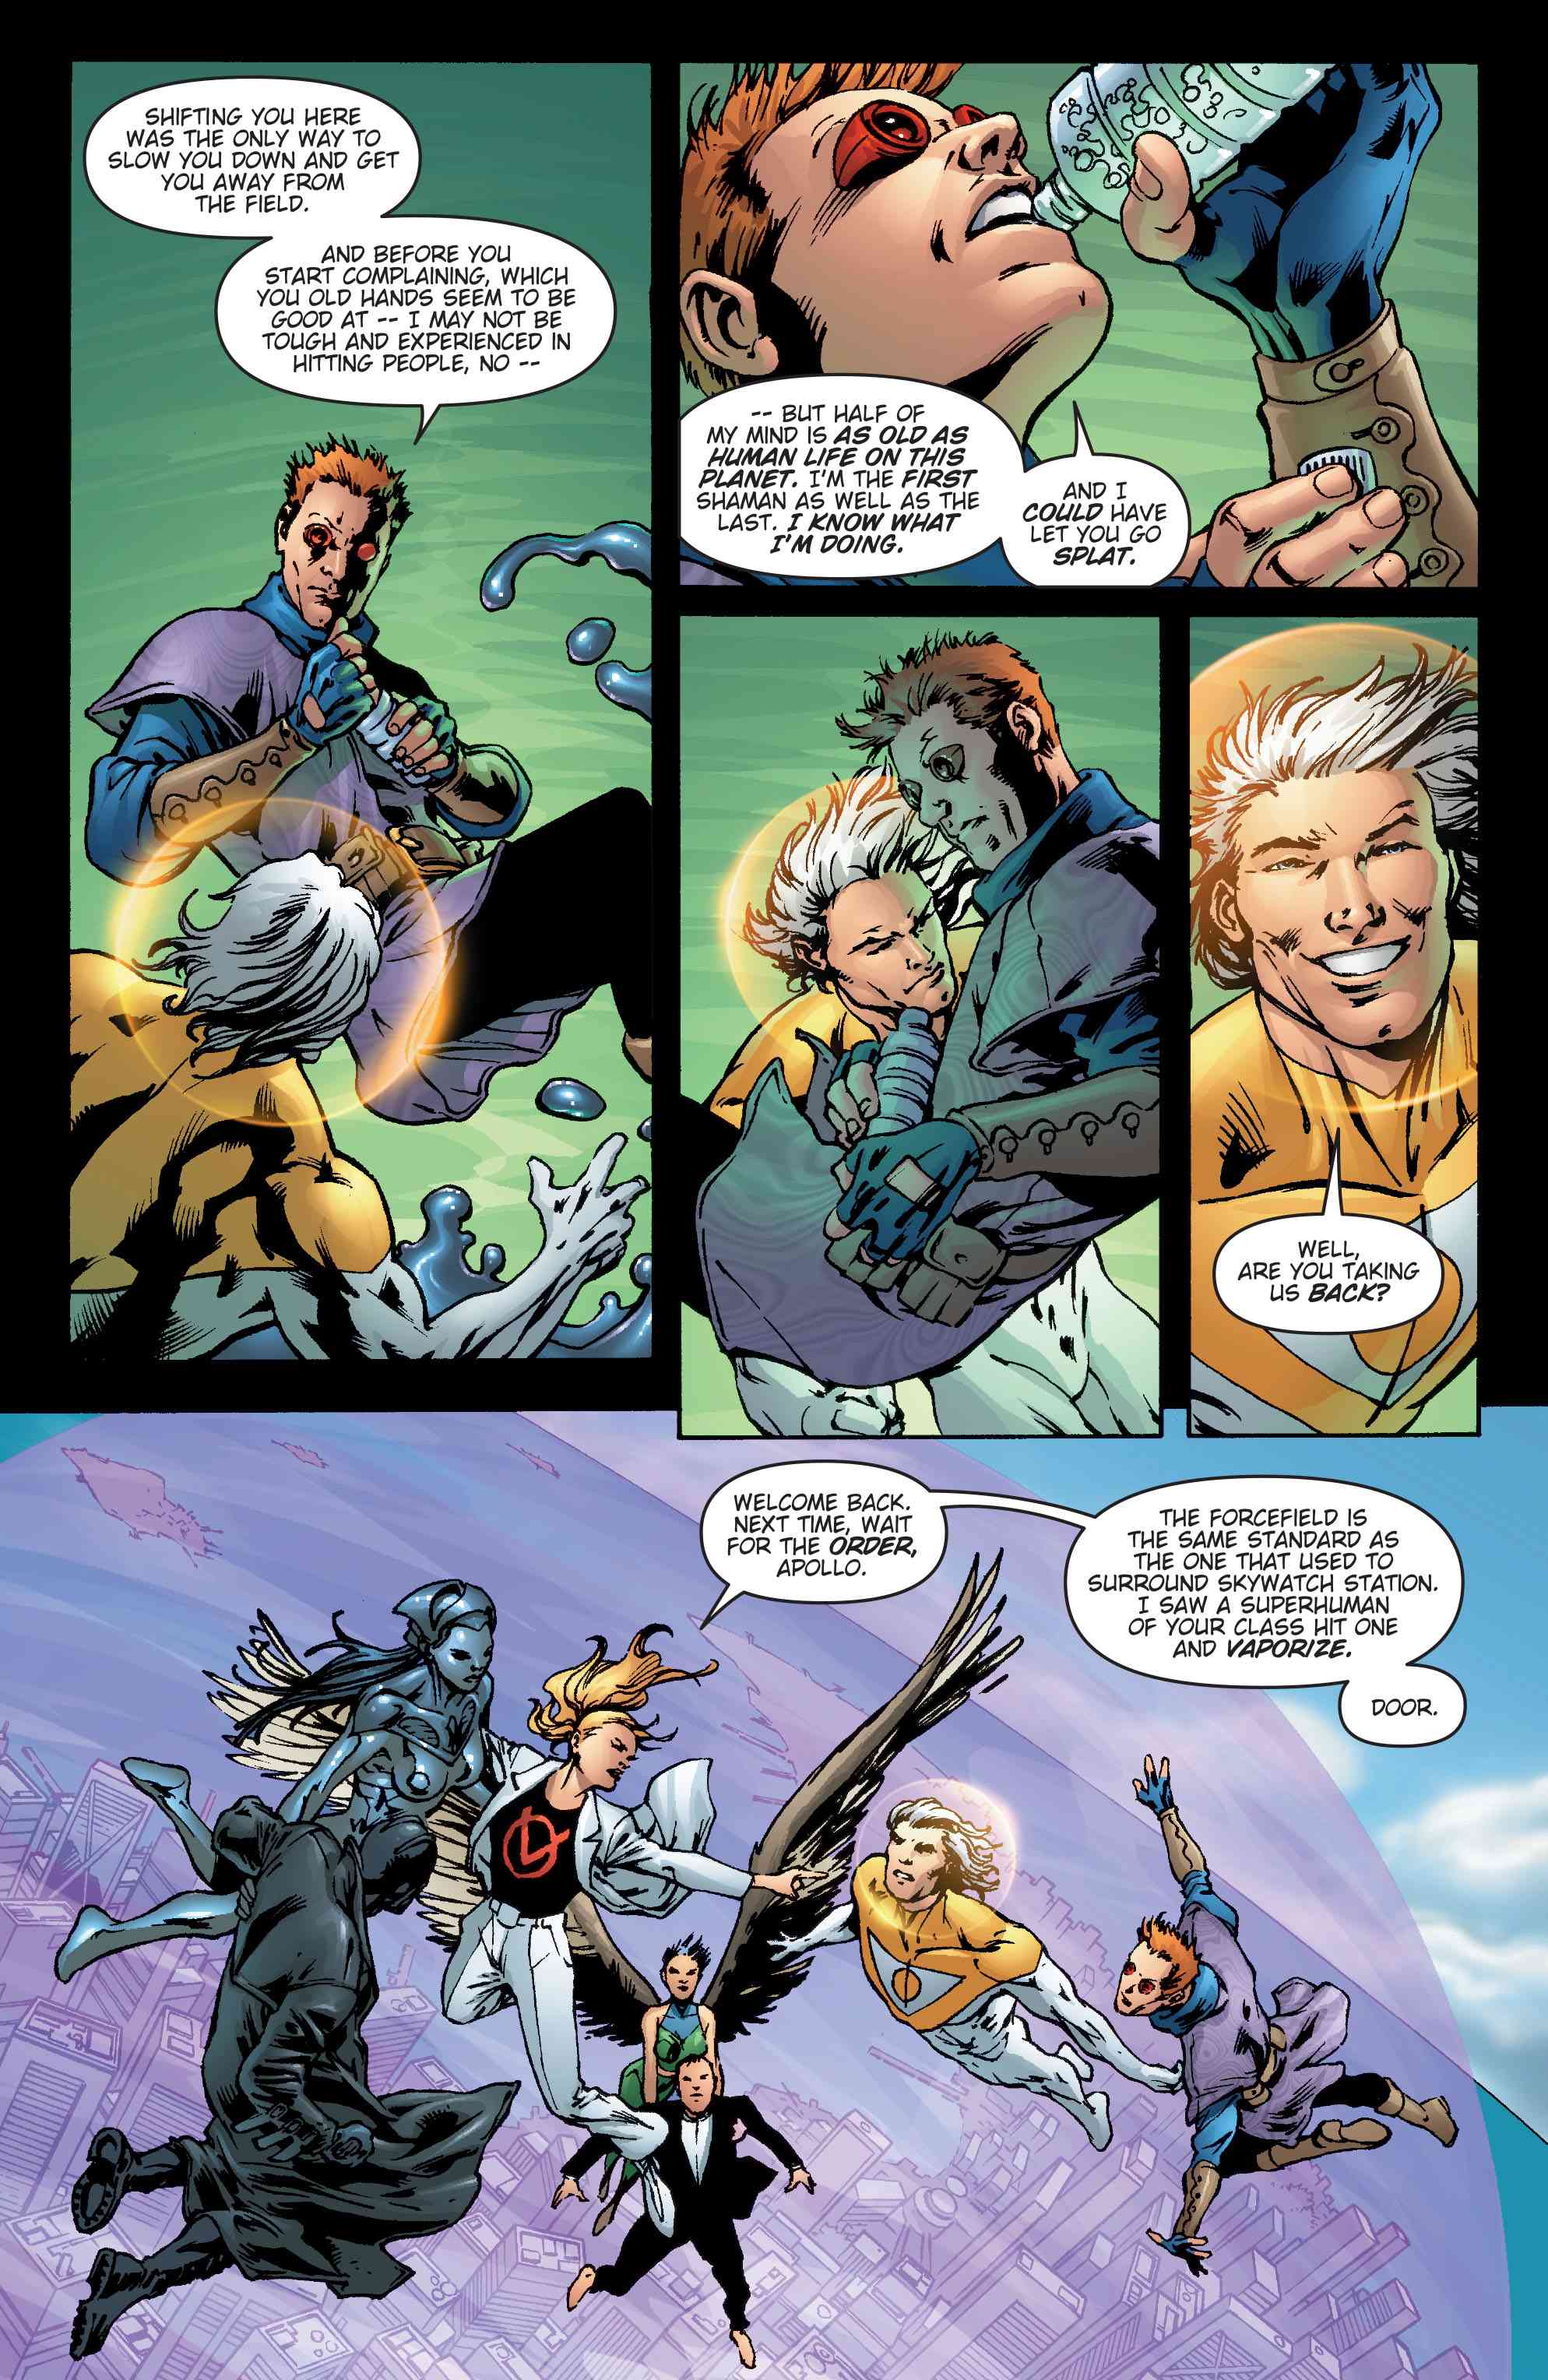 SHIFTING YOU HERE
WAS THE ONLY WAY TO
SLOW YOU DOWN AND GET
YOU AWAY FROM
THE FIELD.
AND BEFORE YOU
START COMPLAINING, WHICH
YOU OLD HANDS SEEM TO BE
GOOD AT -- I MAY NOT BE
TOUGH AND EXPERIENCED IN
HITTING PEOPLE, NO --
-- BUT HALF OF
MY MIND IS AS OLD AS
HUMAN LIFE ON THIS
PLANET. I'M THE FIRST
SHAMAN AS WELL AS THE
LAST. I KNOW WHAT
I'M DOING.
AND I
COULD HAVE
LET YOU GO
SPLAT.
WELL,
ARE YOU TAKING
US BACK?
WELCOME BACK.
NEXT TIME, WAIT
FOR THE ORDER,
APOLLO.
THE FORCEFIELD IS
THE SAME STANDARD AS
THE ONE THAT USED TO
SURROUND SKYWATCH STATION.
I SAW A SUPERHUMAN
OF YOUR CLASS HIT ONE
AND VAPORIZE.
DOOR.